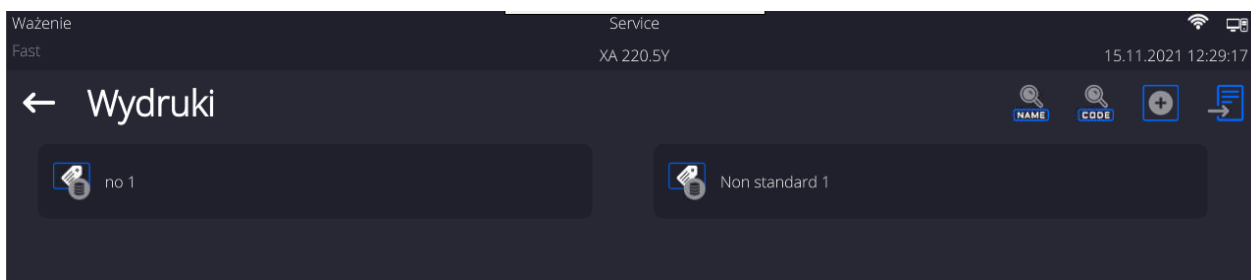 Ważenie Service
Fast XA 220.5Y 15.11.2021 12:29:17
Wydruki NAME CODE
no 1 Non standard 1